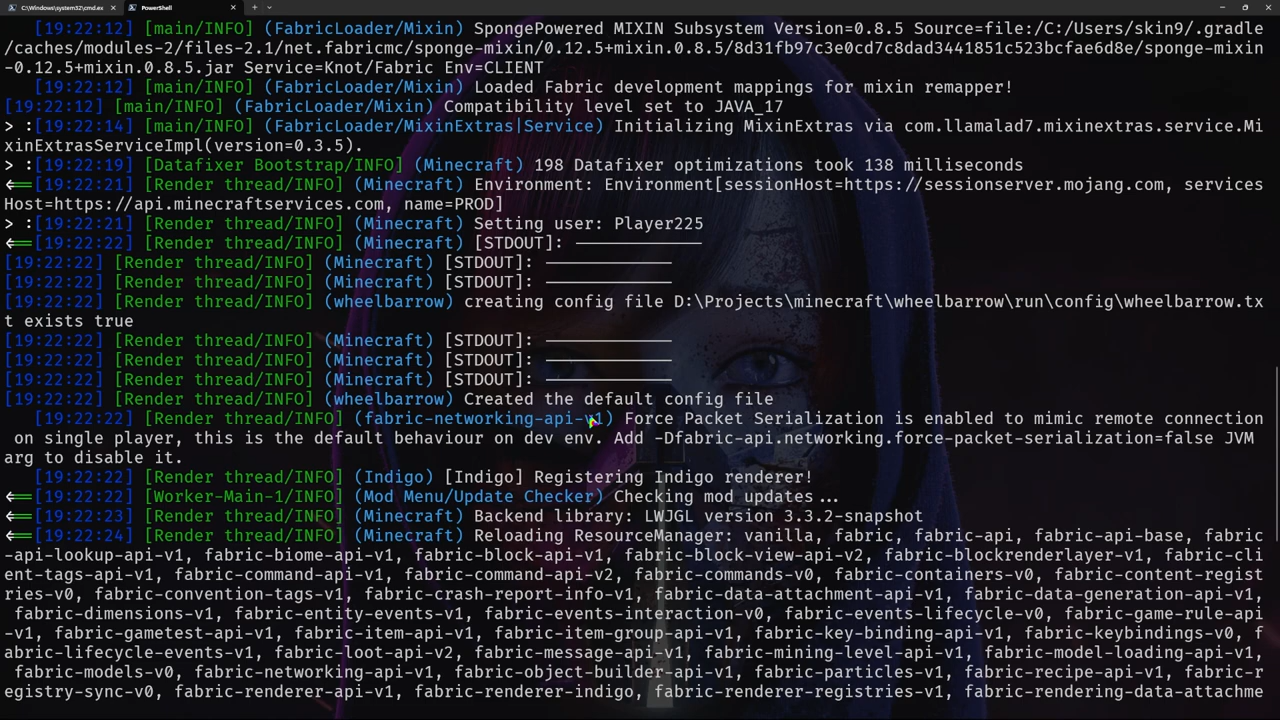 C:\Windows\system32\cmd.ex
PowerShell
[19:22:12] [main/INFO] (FabricLoader/Mixin) SpongePowered MIXIN Subsystem Version=0.8.5 Source=file:/C:/Users/skin9/.gradle
/caches/modules-2/files-2.1/net.fabricmc/sponge-mixin/0.12.5+mixin.0.8.5/8d31fb97c3e0cd7c8dad3441851c523bcfae6d8e/sponge-mixin
-0.12.5+mixin.0.8.5.jar Service=Knot/Fabric Env=CLIENT
[19:22:12] [main/INFO] (FabricLoader/Mixin) Loaded Fabric development mappings for mixin remapper!
[19:22:12] [main/INFO] (FabricLoader/Mixin) Compatibility level set to JAVA_17
> :[19:22:14] [main/INFO] (FabricLoader/MixinExtras|Service) Initializing MixinExtras via com.llamalad7.mixinextras.service.Mi
xinExtrasServiceImpl(version=0.3.5).
> :[19:22:19] [Datafixer Bootstrap/INFO] (Minecraft) 198 Datafixer optimizations took 138 milliseconds
<===[19:22:21] [Render thread/INFO] (Minecraft) Environment: Environment[sessionHost=https://sessionserver.mojang.com, services
Host=https://api.minecraftservices.com, name=PROD]
> :[19:22:21] [Render thread/INFO] (Minecraft) Setting user: Player225
<===[19:22:22] [Render thread/INFO] (Minecraft) [STDOUT]: ─────────────
[19:22:22] [Render thread/INFO] (Minecraft) [STDOUT]: ─────────────
[19:22:22] [Render thread/INFO] (Minecraft) [STDOUT]: ─────────────
[19:22:22] [Render thread/INFO] (wheelbarrow) creating config file D:\Projects\minecraft\wheelbarrow\run\config\wheelbarrow.tx
t exists true
[19:22:22] [Render thread/INFO] (Minecraft) [STDOUT]: ─────────────
[19:22:22] [Render thread/INFO] (Minecraft) [STDOUT]: ─────────────
[19:22:22] [Render thread/INFO] (Minecraft) [STDOUT]: ─────────────
[19:22:22] [Render thread/INFO] (wheelbarrow) Created the default config file
[19:22:22] [Render thread/INFO] (fabric-networking-api-v1) Force Packet Serialization is enabled to mimic remote connection
on single player, this is the default behaviour on dev env. Add -Dfabric-api.networking.force-packet-serialization=false JVM
arg to disable it.
[19:22:22] [Render thread/INFO] (Indigo) [Indigo] Registering Indigo renderer!
<===[19:22:22] [Worker-Main-1/INFO] (Mod Menu/Update Checker) Checking mod updates...
<===[19:22:23] [Render thread/INFO] (Minecraft) Backend library: LWJGL version 3.3.2-snapshot
<===[19:22:24] [Render thread/INFO] (Minecraft) Reloading ResourceManager: vanilla, fabric, fabric-api, fabric-api-base, fabric
-api-lookup-api-v1, fabric-biome-api-v1, fabric-block-api-v1, fabric-block-view-api-v2, fabric-blockrenderlayer-v1, fabric-cli
ent-tags-api-v1, fabric-command-api-v1, fabric-command-api-v2, fabric-commands-v0, fabric-containers-v0, fabric-content-regist
ries-v0, fabric-convention-tags-v1, fabric-crash-report-info-v1, fabric-data-attachment-api-v1, fabric-data-generation-api-v1,
fabric-dimensions-v1, fabric-entity-events-v1, fabric-events-interaction-v0, fabric-events-lifecycle-v0, fabric-game-rule-api
-v1, fabric-gametest-api-v1, fabric-item-api-v1, fabric-item-group-api-v1, fabric-key-binding-api-v1, fabric-keybindings-v0, f
abric-lifecycle-events-v1, fabric-loot-api-v2, fabric-message-api-v1, fabric-mining-level-api-v1, fabric-model-loading-api-v1,
fabric-models-v0, fabric-networking-api-v1, fabric-object-builder-api-v1, fabric-particles-v1, fabric-recipe-api-v1, fabric-r
egistry-sync-v0, fabric-renderer-api-v1, fabric-renderer-indigo, fabric-renderer-registries-v1, fabric-rendering-data-attachme